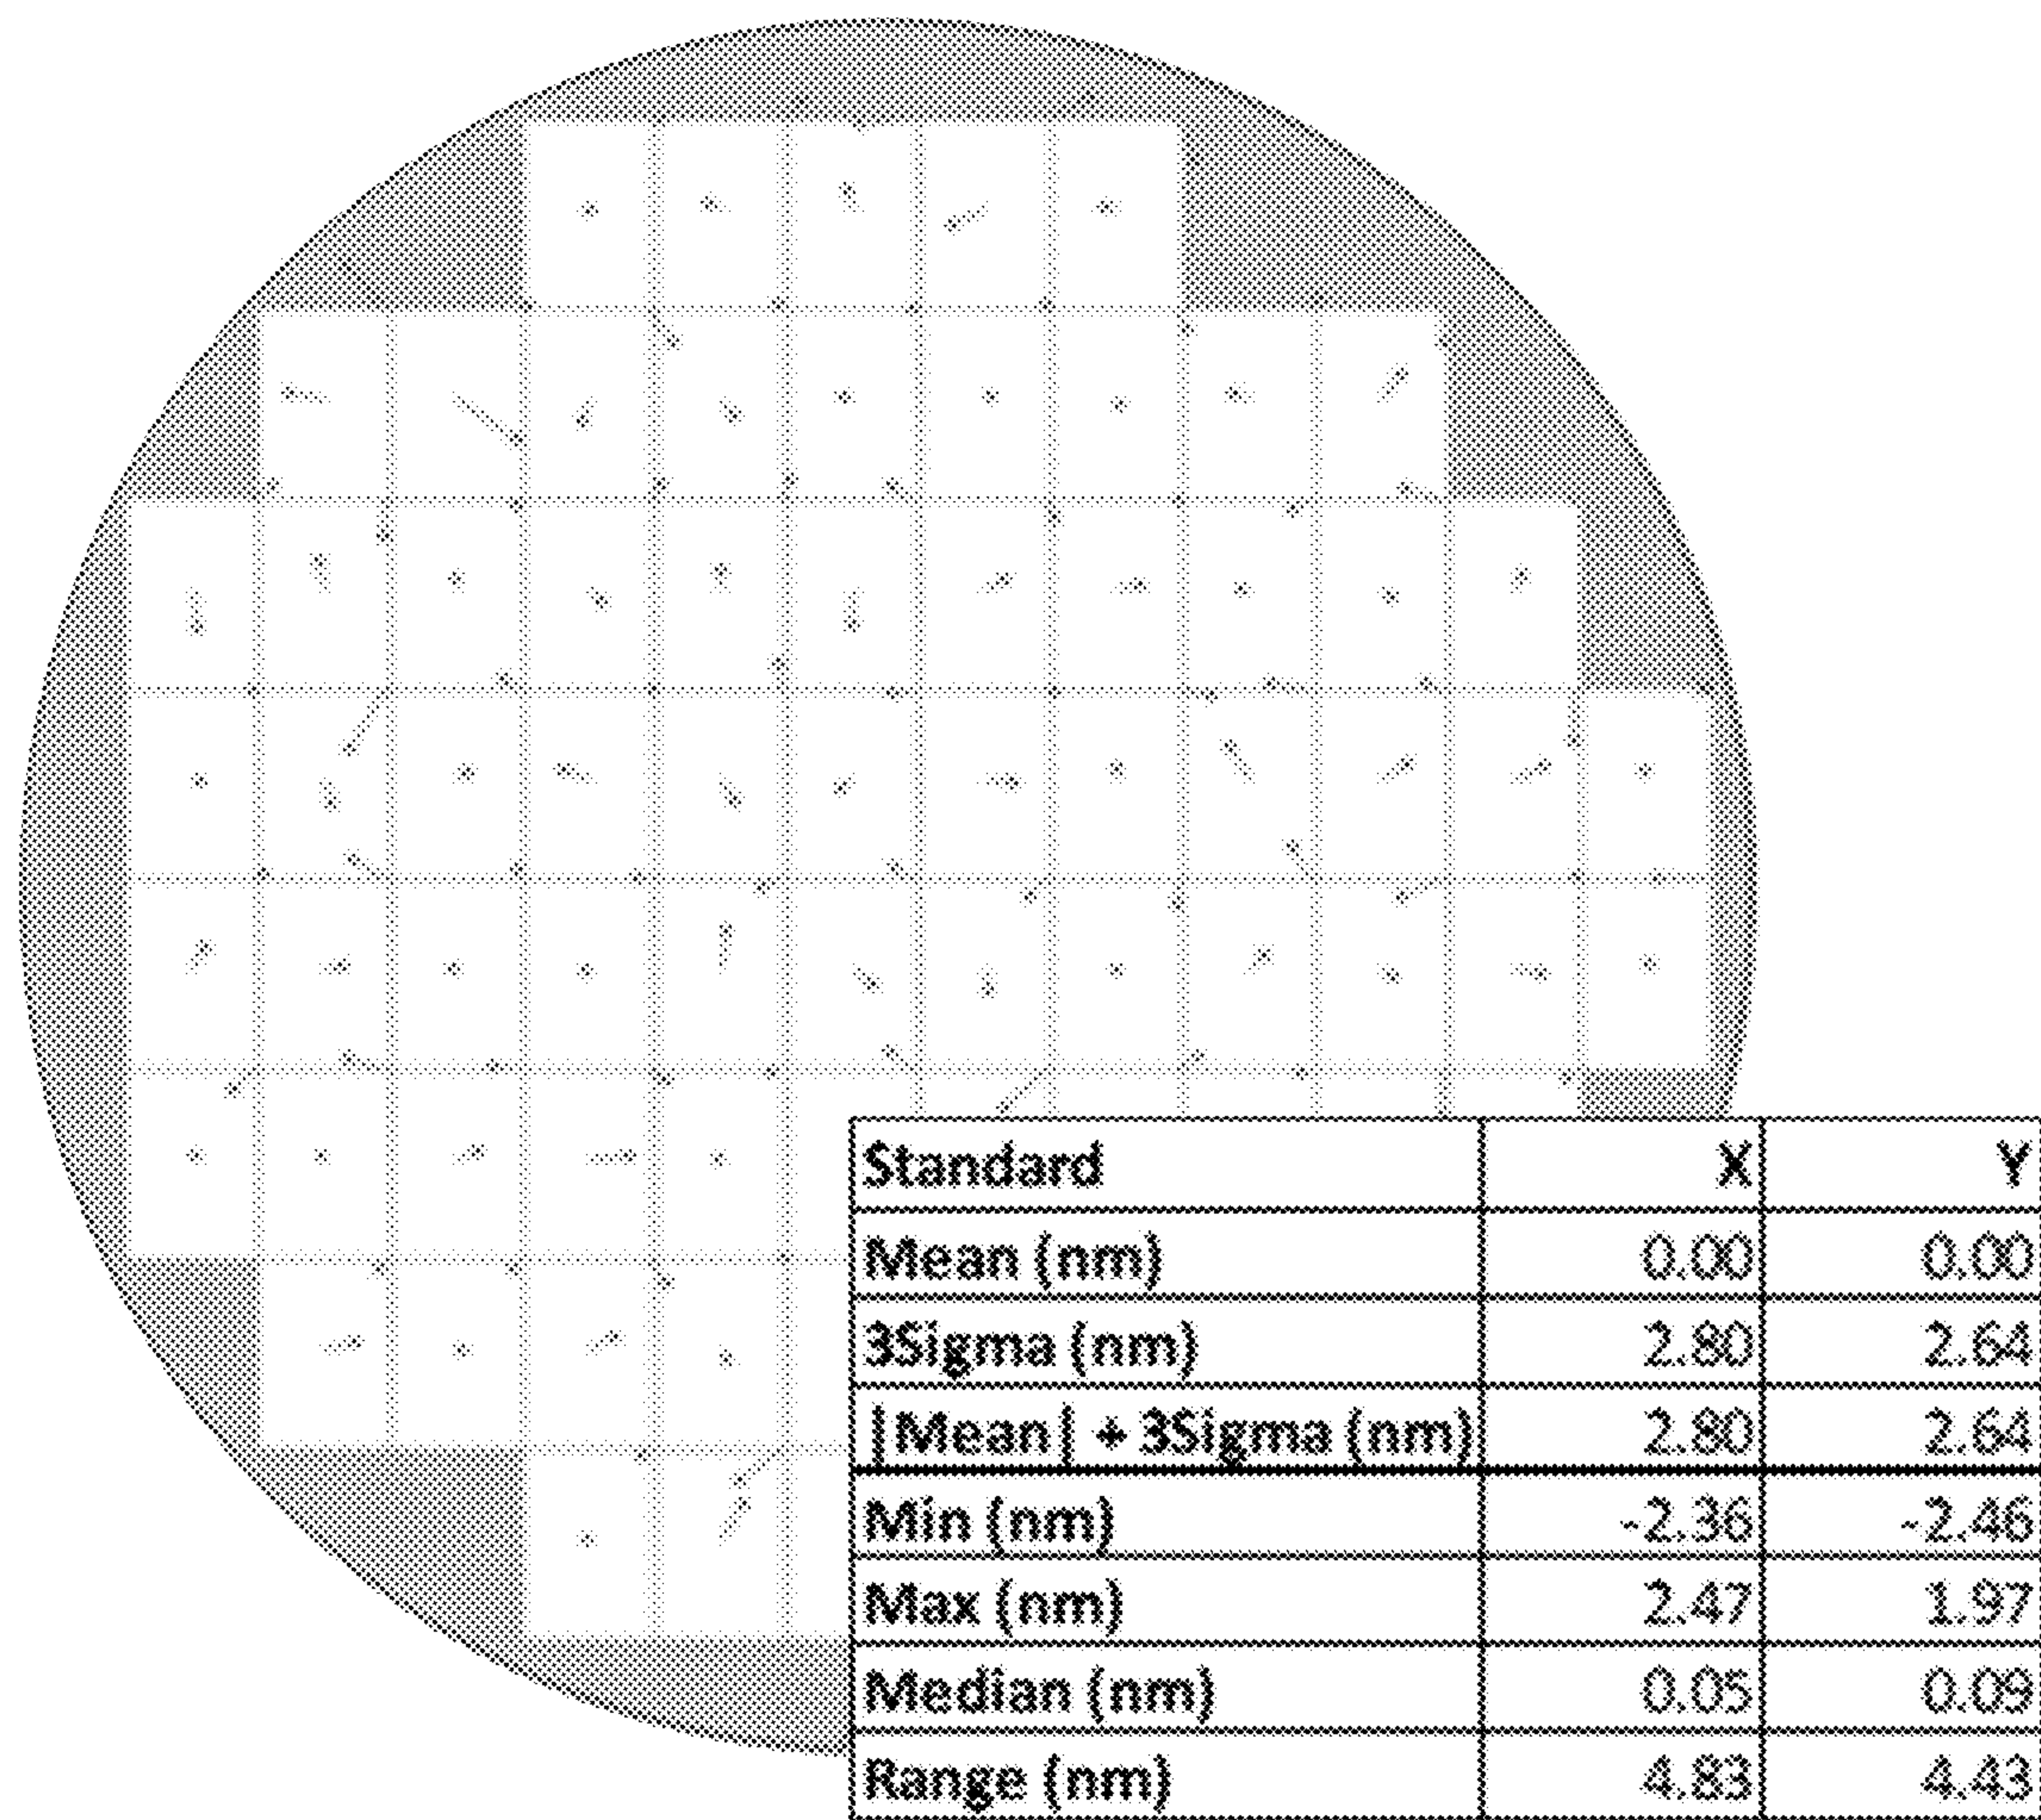 Standard X Y
Mean (nm) 0.00 0.00
3Sigma (nm) 2.80 2.64
|Mean| + 3Sigma (nm) 2.80 2.64
Min (nm) -2.36 -2.46
Max (nm) 2.47 1.97
Median (nm) 0.05 0.09
Range (nm) 4.83 4.43